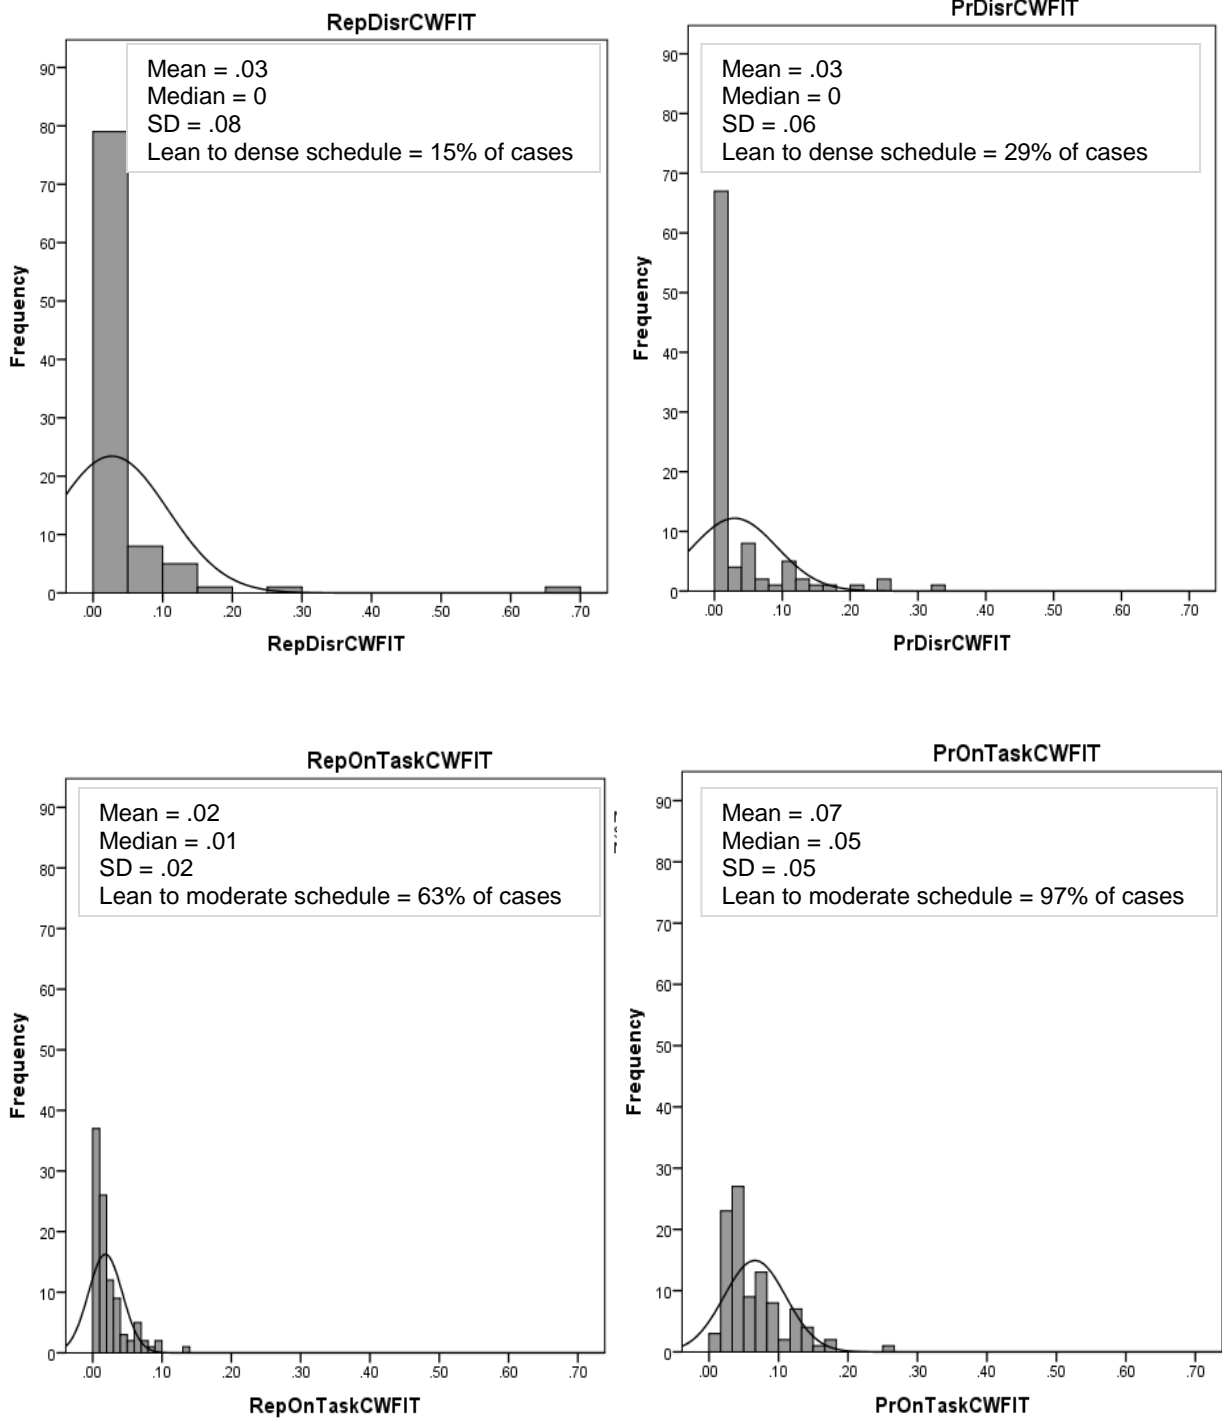 RepDisrCWFIT
Mean = .03
Median = 0
SD = .08
Lean to dense schedule = 15% of cases
90
80
70
60
50
40
30
20
10
0
Frequency
.00 .10 .20 .30 .40 .50 .60 .70
RepDisrCWFIT
PrDisrCWFIT
Mean = .03
Median = 0
SD = .06
Lean to dense schedule = 29% of cases
90
80
70
60
50
40
30
20
10
0
Frequency
.00 .10 .20 .30 .40 .50 .60 .70
PrDisrCWFIT
RepOnTaskCWFIT
Mean = .02
Median = .01
SD = .02
Lean to moderate schedule = 63% of cases
90
80
70
60
50
40
30
20
10
0
Frequency
.00 .10 .20 .30 .40 .50 .60 .70
RepOnTaskCWFIT
PrOnTaskCWFIT
Mean = .07
Median = .05
SD = .05
Lean to moderate schedule = 97% of cases
90
80
70
60
50
40
30
20
10
0
Frequency
.00 .10 .20 .30 .40 .50 .60 .70
PrOnTaskCWFIT